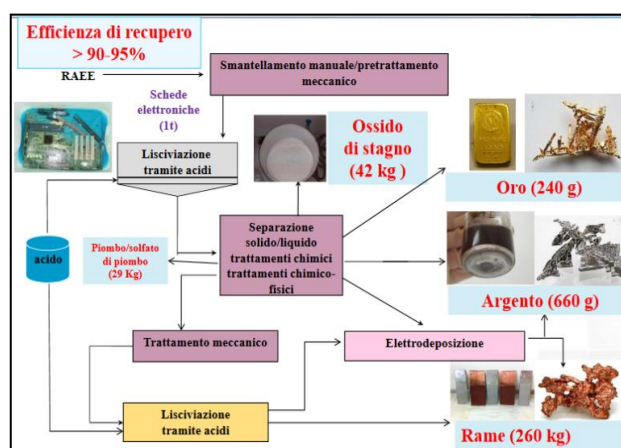 Efficienza di recupero
> 90-95%
RAEE
Smantellamento manuale/pretrattamento
meccanico
Schede
elettroniche
(1t)
Ossido
di stagno
(42 kg )
Lisciviazione
tramite acidi
Oro (240 g)
Separazione
solido/liquido
trattamenti chimici
trattamenti chimico-
fisici
Piombo/solfato
di piombo
(29 Kg)
acido
Argento (660 g)
Trattamento meccanico
Elettrodeposizione
Lisciviazione
tramite acidi
Rame (260 kg)